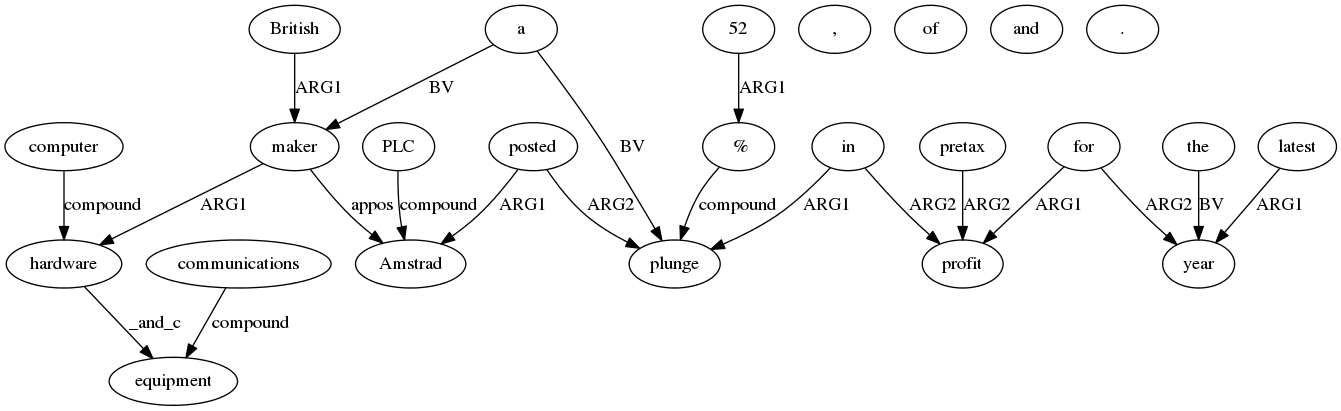 British a 52 , of and .
ARG1 BV ARG1
computer maker PLC posted BV % in pretax for the latest
compound ARG1 appos compound ARG1 ARG2 compound ARG1 ARG2 ARG2 ARG1 ARG2 BV ARG1
hardware communications Amstrad plunge profit year
_and_c compound
equipment